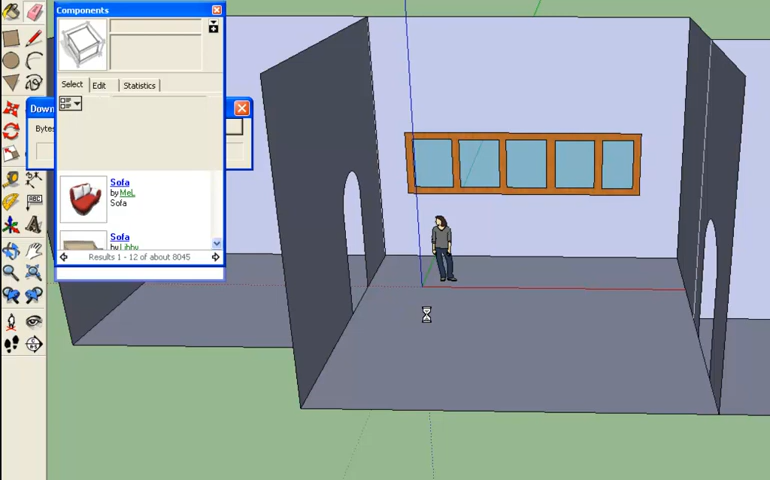 Components
Select Edit Statistics
Down
Bytes
Sofa
by MeL
Sofa
Sofa
by Libby
Results 1 - 12 of about 8045